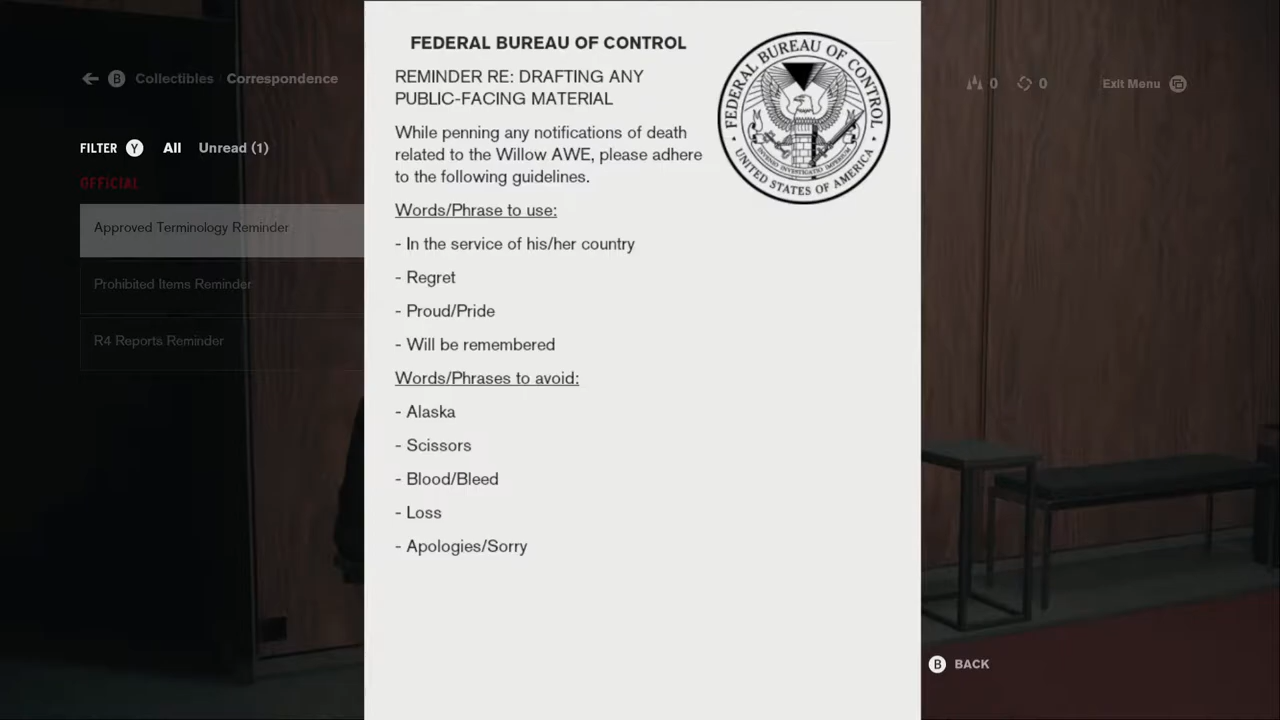 FEDERAL BUREAU OF CONTROL
REMINDER RE: DRAFTING ANY
PUBLIC-FACING MATERIAL
While penning any notifications of death
related to the Willow AWE, please adhere
to the following guidelines.
Words/Phrase to use:
- In the service of his/her country
- Regret
- Proud/Pride
- Will be remembered
Words/Phrases to avoid:
- Alaska
- Scissors
- Blood/Bleed
- Loss
- Apologies/Sorry
FEDERAL BUREAU OF CONTROL
UNITED STATES OF AMERICA
B Collectibles Correspondence
0 0 Exit Menu
FILTER Y All Unread (1)
OFFICIAL
Approved Terminology Reminder
Prohibited Items Reminder
R4 Reports Reminder
B BACK